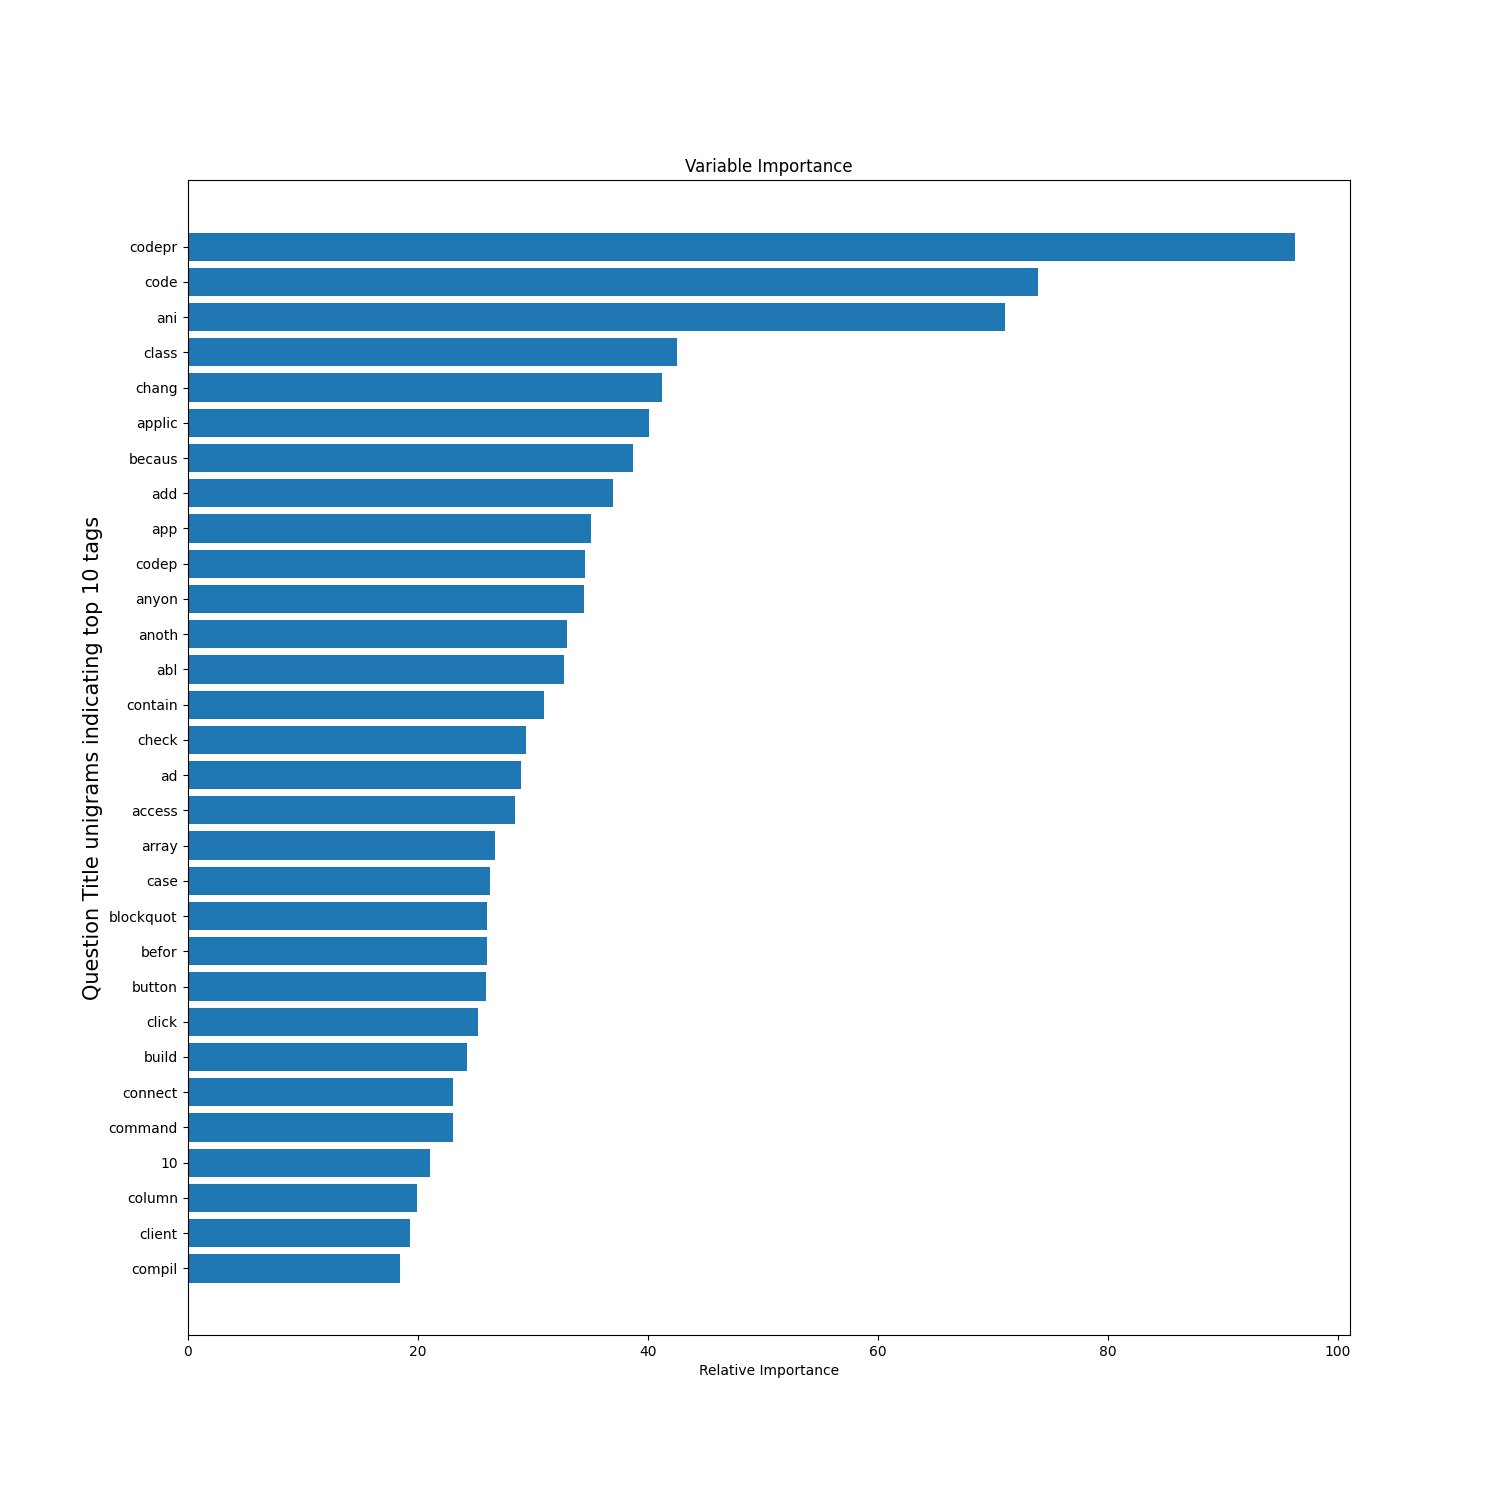 Variable Importance
Question Title unigrams indicating top 10 tags
codepr
code
ani
class
chang
applic
becaus
add
app
codep
anyon
anoth
abl
contain
check
ad
access
array
case
blockquot
befor
button
click
build
connect
command
10
column
client
compil
0 20 40 60 80 100
Relative Importance